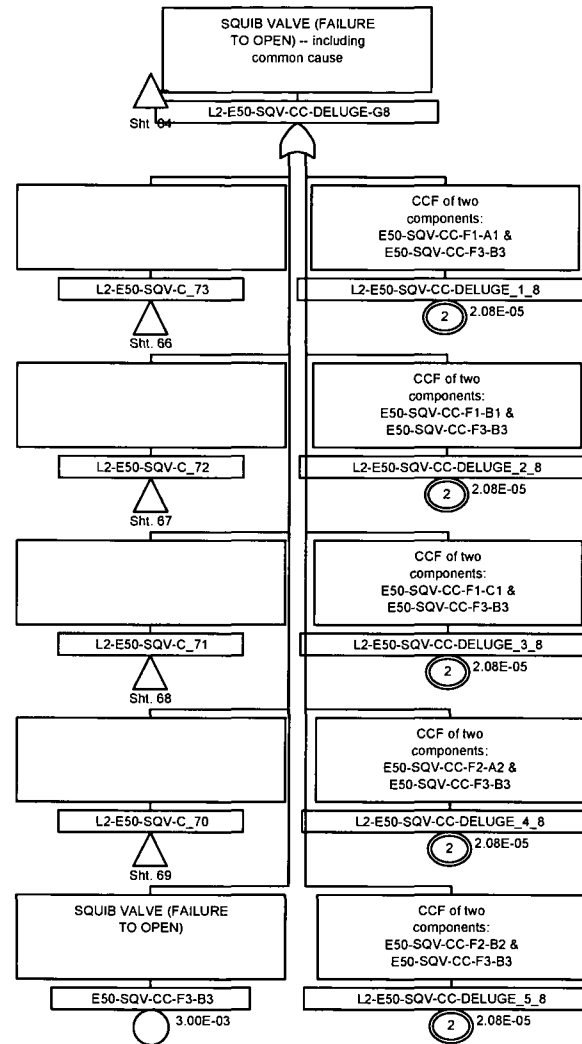 SQUIB VALVE (FAILURE
TO OPEN) -- including
common cause
L2-E50-SQV-CC-DELUGE-G8
Sht. 64
L2-E50-SQV-C_73
Sht. 66
CCF of two
components:
E50-SQV-CC-F1-A1 &
E50-SQV-CC-F3-B3
L2-E50-SQV-CC-DELUGE_1_8
2
2.08E-05
L2-E50-SQV-C_72
Sht. 67
CCF of two
components:
E50-SQV-CC-F1-B1 &
E50-SQV-CC-F3-B3
L2-E50-SQV-CC-DELUGE_2_8
2
2.08E-05
L2-E50-SQV-C_71
Sht. 68
CCF of two
components:
E50-SQV-CC-F1-C1 &
E50-SQV-CC-F3-B3
L2-E50-SQV-CC-DELUGE_3_8
2
2.08E-05
L2-E50-SQV-C_70
Sht. 69
CCF of two
components:
E50-SQV-CC-F2-A2 &
E50-SQV-CC-F3-B3
L2-E50-SQV-CC-DELUGE_4_8
2
2.08E-05
SQUIB VALVE (FAILURE
TO OPEN)
E50-SQV-CC-F3-B3
3.00E-03
CCF of two
components:
E50-SQV-CC-F2-B2 &
E50-SQV-CC-F3-B3
L2-E50-SQV-CC-DELUGE_5_8
2
2.08E-05